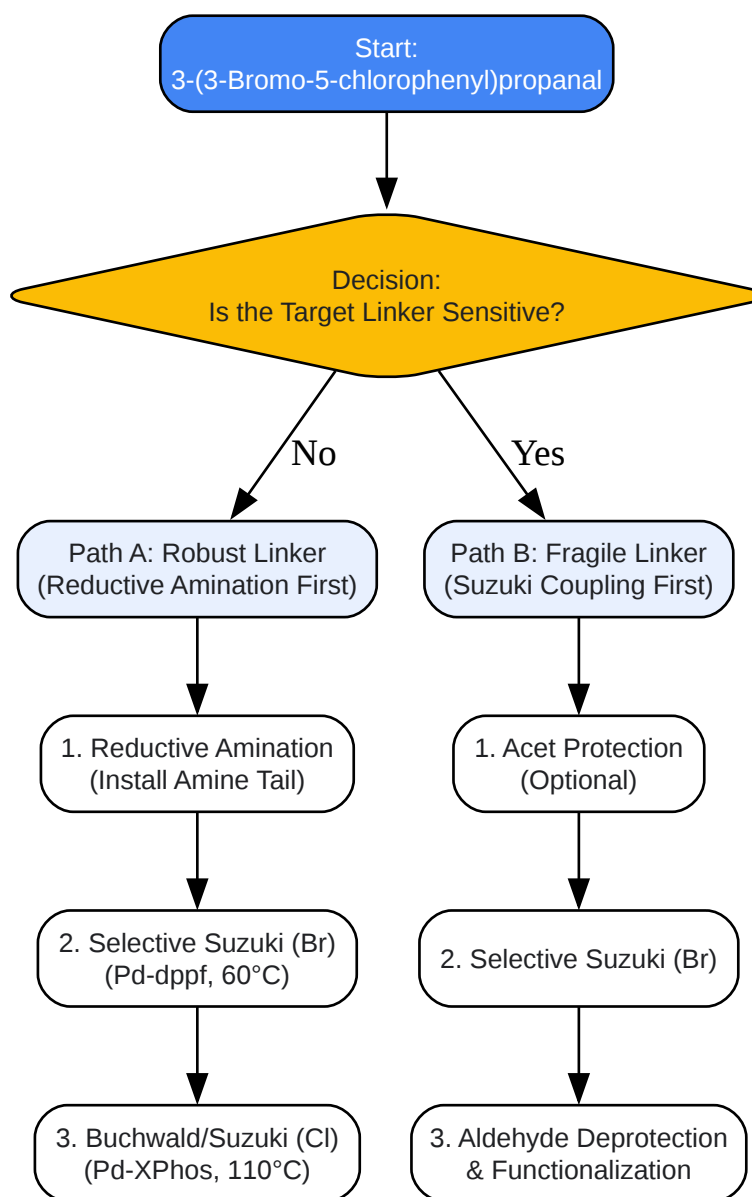 Start:
3-(3-Bromo-5-chlorophenyl)propanal
Decision:
Is the Target Linker Sensitive?
No
Yes
Path A: Robust Linker
(Reductive Amination First)
Path B: Fragile Linker
(Suzuki Coupling First)
1. Reductive Amination
(Install Amine Tail)
1. Acet Protection
(Optional)
2. Selective Suzuki (Br)
(Pd-dppf, 60°C)
2. Selective Suzuki (Br)
3. Buchwald/Suzuki (Cl)
(Pd-XPhos, 110°C)
3. Aldehyde Deprotection
& Functionalization